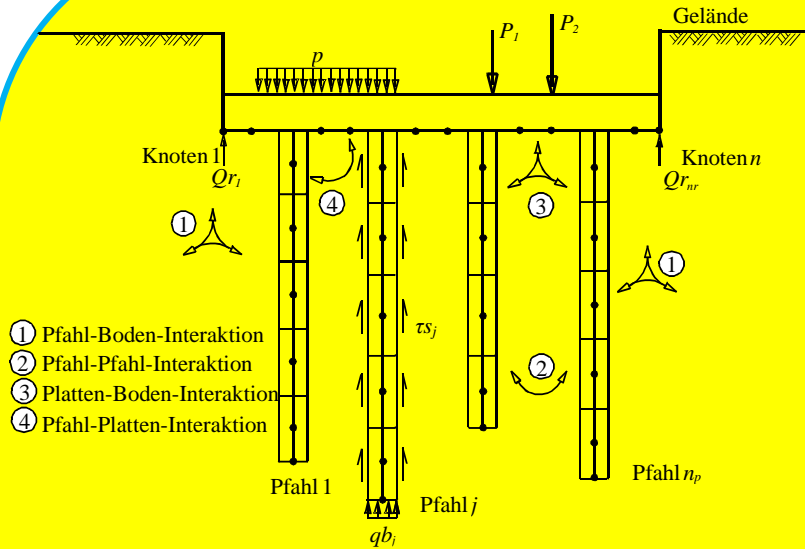 Gelände
P1
P2
p
Knoten 1
Qr1
Knoten n
Qrnr
4
3
1
1
τsj
1 Pfahl-Boden-Interaktion
2 Pfahl-Pfahl-Interaktion
3 Platten-Boden-Interaktion
4 Pfahl-Platten-Interaktion
2
Pfahl 1
Pfahl j
Pfahl np
qbj